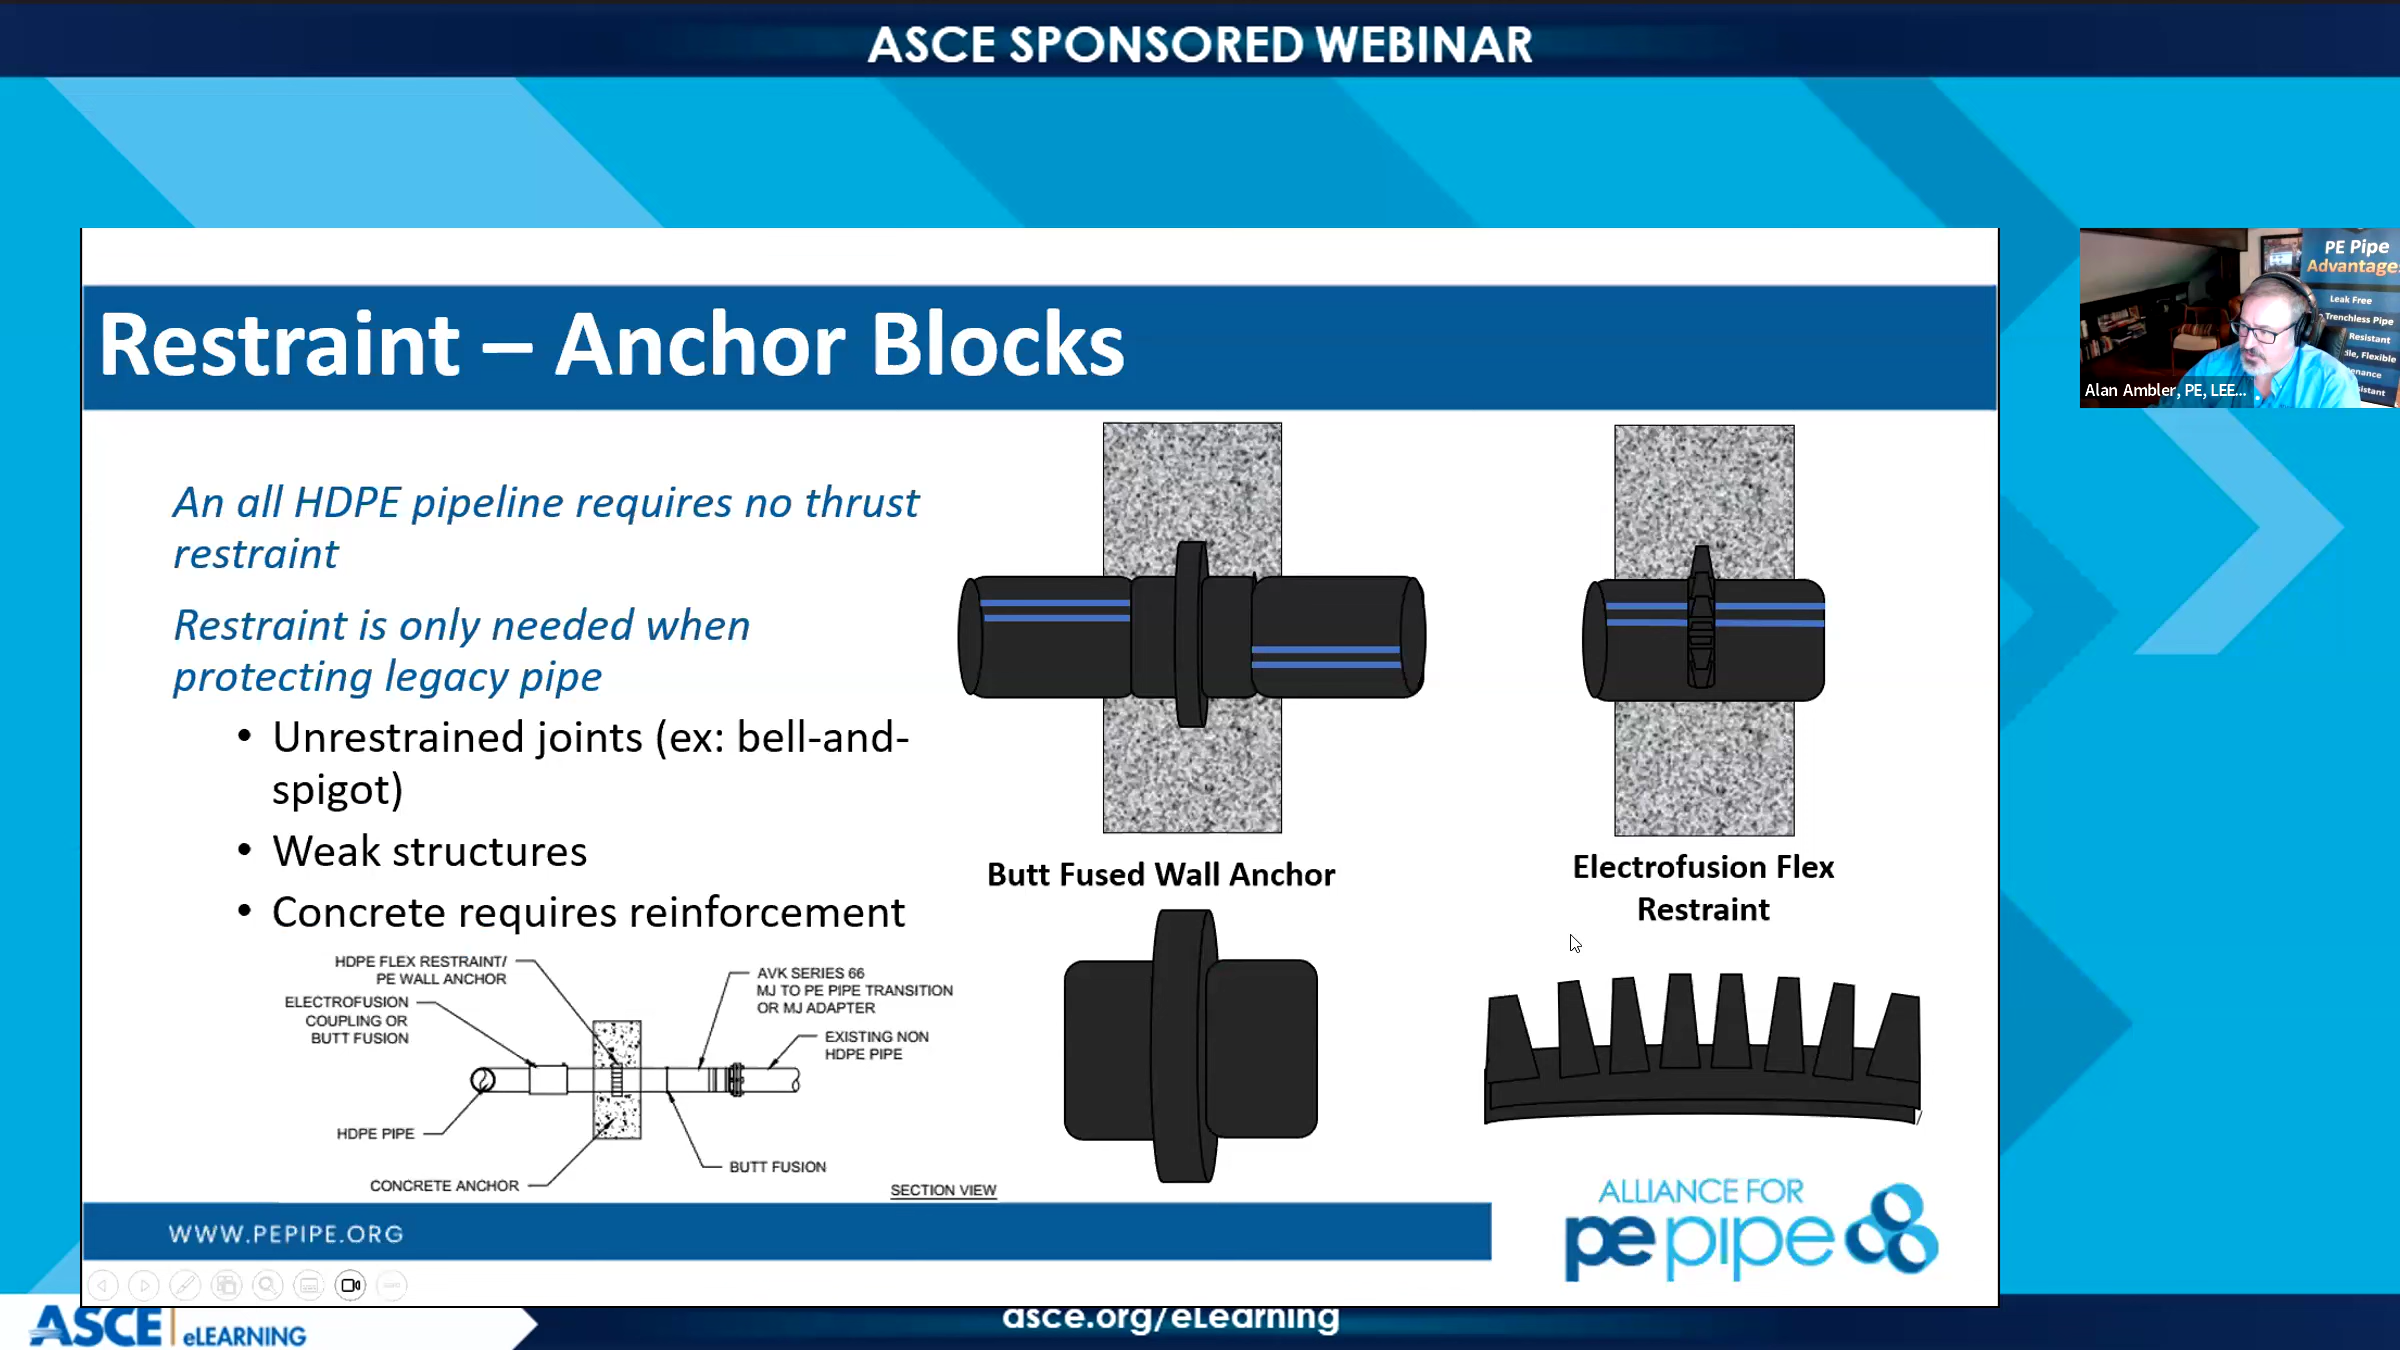 ASCE SPONSORED WEBINAR
Restraint – Anchor Blocks
An all HDPE pipeline requires no thrust
restraint
Restraint is only needed when
protecting legacy pipe
• Unrestrained joints (ex: bell-and-
spigot)
• Weak structures
• Concrete requires reinforcement
Butt Fused Wall Anchor
Electrofusion Flex
Restraint
HDPE FLEX RESTRAINT/
PE WALL ANCHOR
ELECTROFUSION
COUPLING OR
BUTT FUSION
AVK SERIES 66
MJ TO PE PIPE TRANSITION
OR MJ ADAPTER
EXISTING NON
HDPE PIPE
HDPE PIPE
CONCRETE ANCHOR
BUTT FUSION
SECTION VIEW
WWW.PEPIPE.ORG
ALLIANCE FOR
pe pipe
PE Pipe
Advantage
Leak Free
Trenchless Pipe
Resistant
Flexible
Alan Ambler, PE, LEE...
ASCE | eLEARNING
asce.org/eLearning